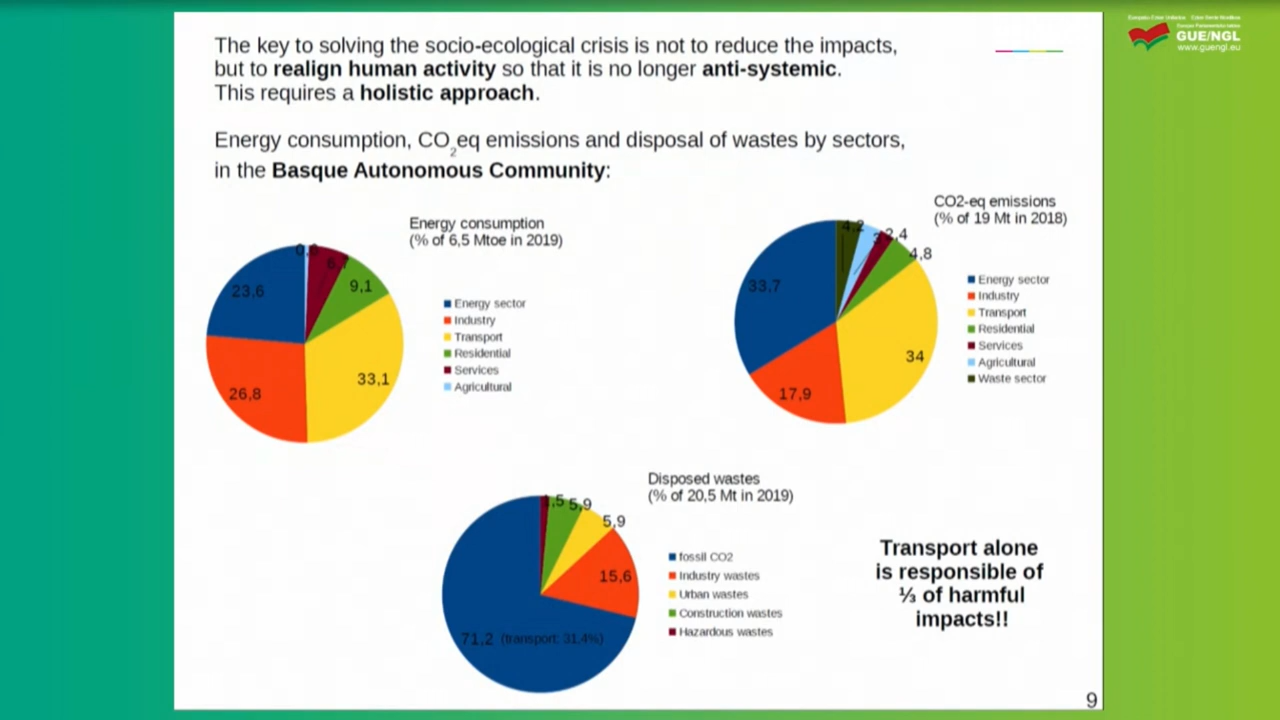 The key to solving the socio-ecological crisis is not to reduce the impacts,
but to realign human activity so that it is no longer anti-systemic.
This requires a holistic approach.
Energy consumption, CO2eq emissions and disposal of wastes by sectors,
in the Basque Autonomous Community:
GUE/NGL
www.guengl.eu
Energy consumption
(% of 6,5 Mtoe in 2019)
23,6
9,1
33,1
26,8
Energy sector
Industry
Transport
Residential
Services
Agricultural
CO2-eq emissions
(% of 19 Mt in 2018)
4,2
2,4
4,8
33,7
34
17,9
Energy sector
Industry
Transport
Residential
Services
Agricultural
Waste sector
Disposed wastes
(% of 20,5 Mt in 2019)
5,9
5,9
15,6
71,2 (transport: 31,4%)
fossil CO2
Industry wastes
Urban wastes
Construction wastes
Hazardous wastes
Transport alone
is responsible of
⅓ of harmful
impacts!!
9